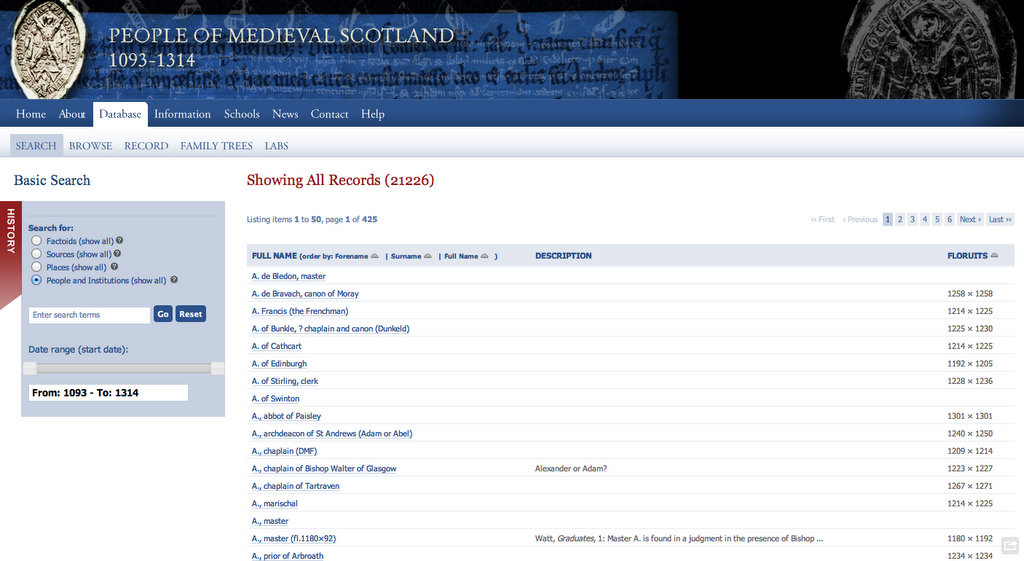 PEOPLE OF MEDIEVAL SCOTLAND
1093-1314
Home About Database Information Schools News Contact Help
SEARCH BROWSE RECORD FAMILY TREES LABS
Basic Search
Showing All Records (21226)
HISTORY
Listing items 1 to 50, page 1 of 425
‹‹ First ‹ Previous 1 2 3 4 5 6 Next › Last ››
Search for:
Factoids (show all) ?
Sources (show all) ?
Places (show all) ?
People and Institutions (show all) ?
Enter search terms Go Reset
Date range (start date):
From: 1093 - To: 1314
FULL NAME (order by: Forename | Surname | Full Name ) DESCRIPTION FLORUITS
A. de Bledon, master
A. de Bravach, canon of Moray 1258 × 1258
A. Francis (the Frenchman) 1214 × 1225
A. of Bunkle, ? chaplain and canon (Dunkeld) 1225 × 1230
A. of Cathcart 1214 × 1225
A. of Edinburgh 1192 × 1205
A. of Stirling, clerk 1228 × 1236
A. of Swinton
A., abbot of Paisley 1301 × 1301
A., archdeacon of St Andrews (Adam or Abel) 1240 × 1250
A., chaplain (DMF) 1209 × 1214
A., chaplain of Bishop Walter of Glasgow Alexander or Adam? 1223 × 1227
A., chaplain of Tartraven 1267 × 1271
A., marischal 1214 × 1225
A., master
A., master (fl.1180×92) Watt, Graduates, 1: Master A. is found in a judgment in the presence of Bishop ... 1180 × 1192
A., prior of Arbroath 1234 × 1234